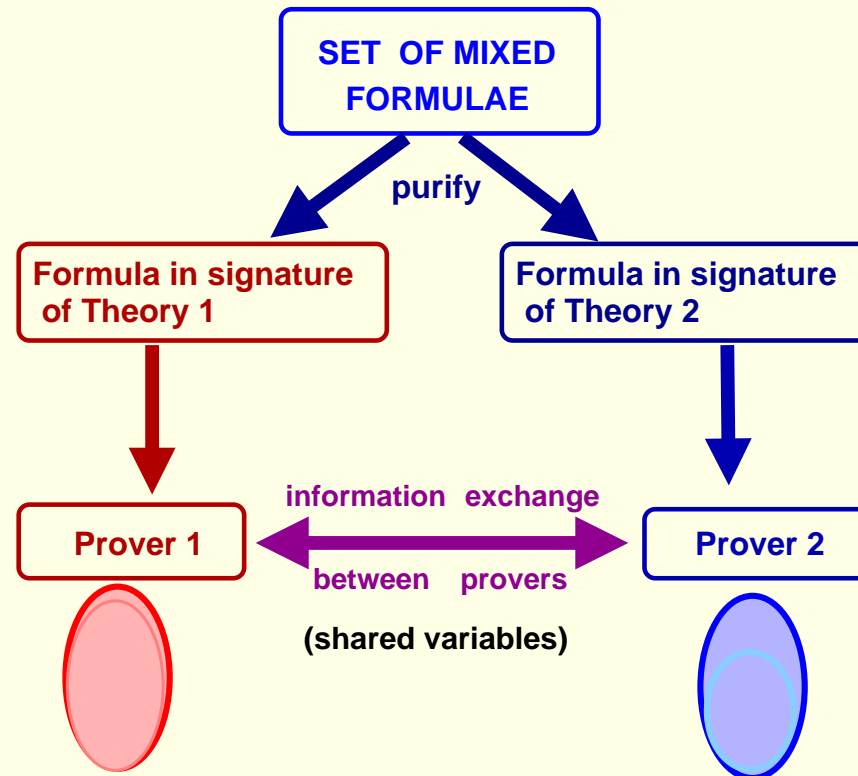 SET OF MIXED
FORMULAE
purify
Formula in signature
of Theory 1
Formula in signature
of Theory 2
information exchange
Prover 1
Prover 2
between provers
(shared variables)